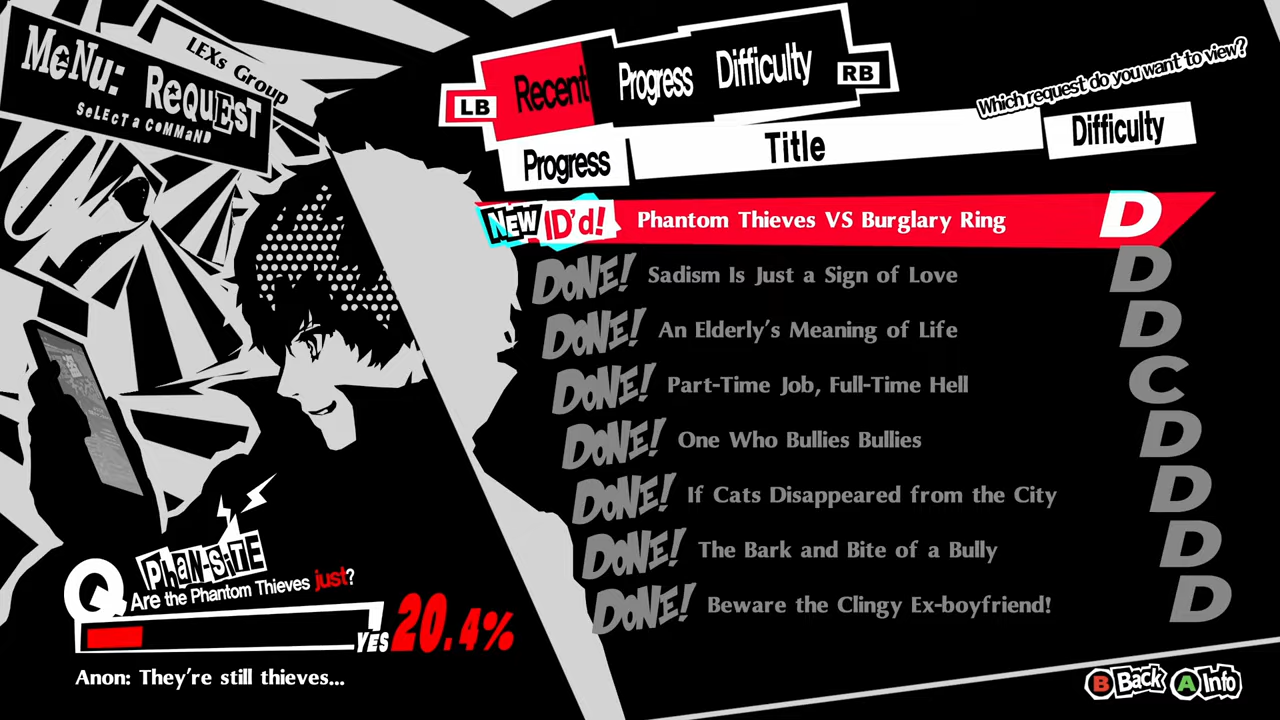 LEXs Group
MeNu: RequEST
SeLEcT a CoMMaND
LB Recent Progress Difficulty RB
Which request do you want to view?
Progress Title Difficulty
NEW ID'd! Phantom Thieves VS Burglary Ring D
DONE! Sadism Is Just a Sign of Love D
DONE! An Elderly's Meaning of Life D
DONE! Part-Time Job, Full-Time Hell C
DONE! One Who Bullies Bullies D
DONE! If Cats Disappeared from the City D
DONE! The Bark and Bite of a Bully D
DONE! Beware the Clingy Ex-boyfriend! D
PhaN-SiTE
Q Are the Phantom Thieves just?
YES 20.4%
Anon: They're still thieves...
B Back A Info